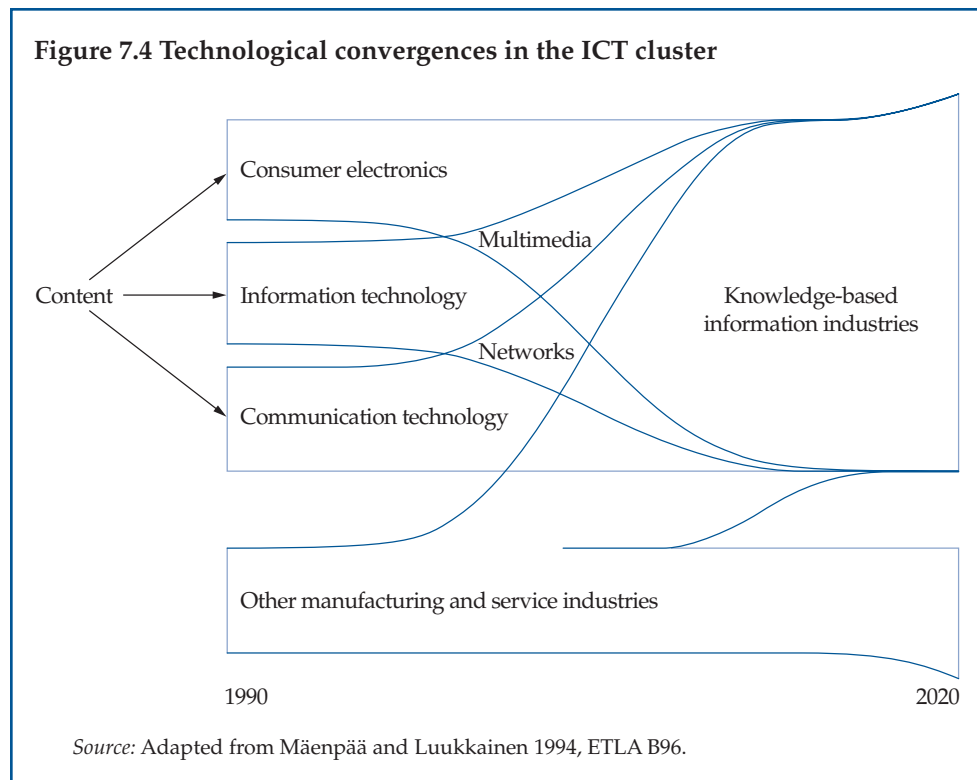 Figure 7.4 Technological convergences in the ICT cluster
Consumer electronics
Multimedia
Content
Information technology
Knowledge-based
information industries
Networks
Communication technology
Other manufacturing and service industries
1990
2020
Source: Adapted from Mäenpää and Luukkainen 1994, ETLA B96.